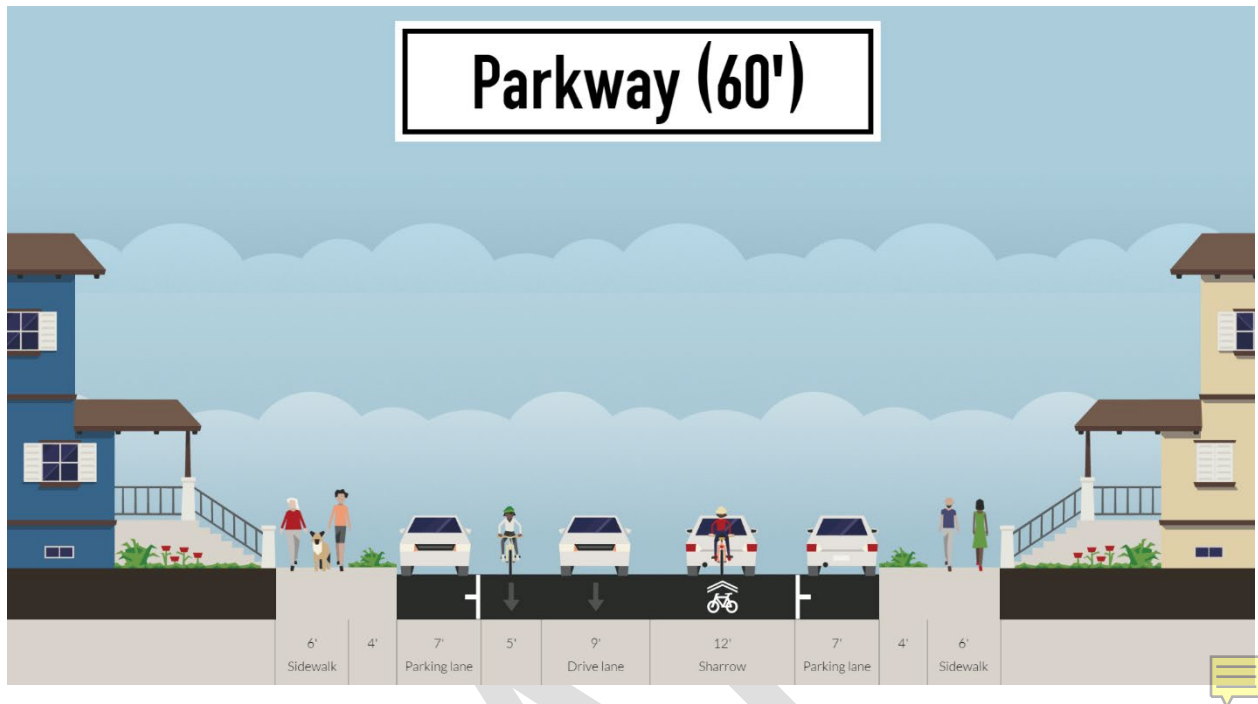 Parkway (60')
6' 4' 7' 5' 9' 12' 7' 4' 6'
Sidewalk Parking lane Drive lane Sharrow Parking lane Sidewalk